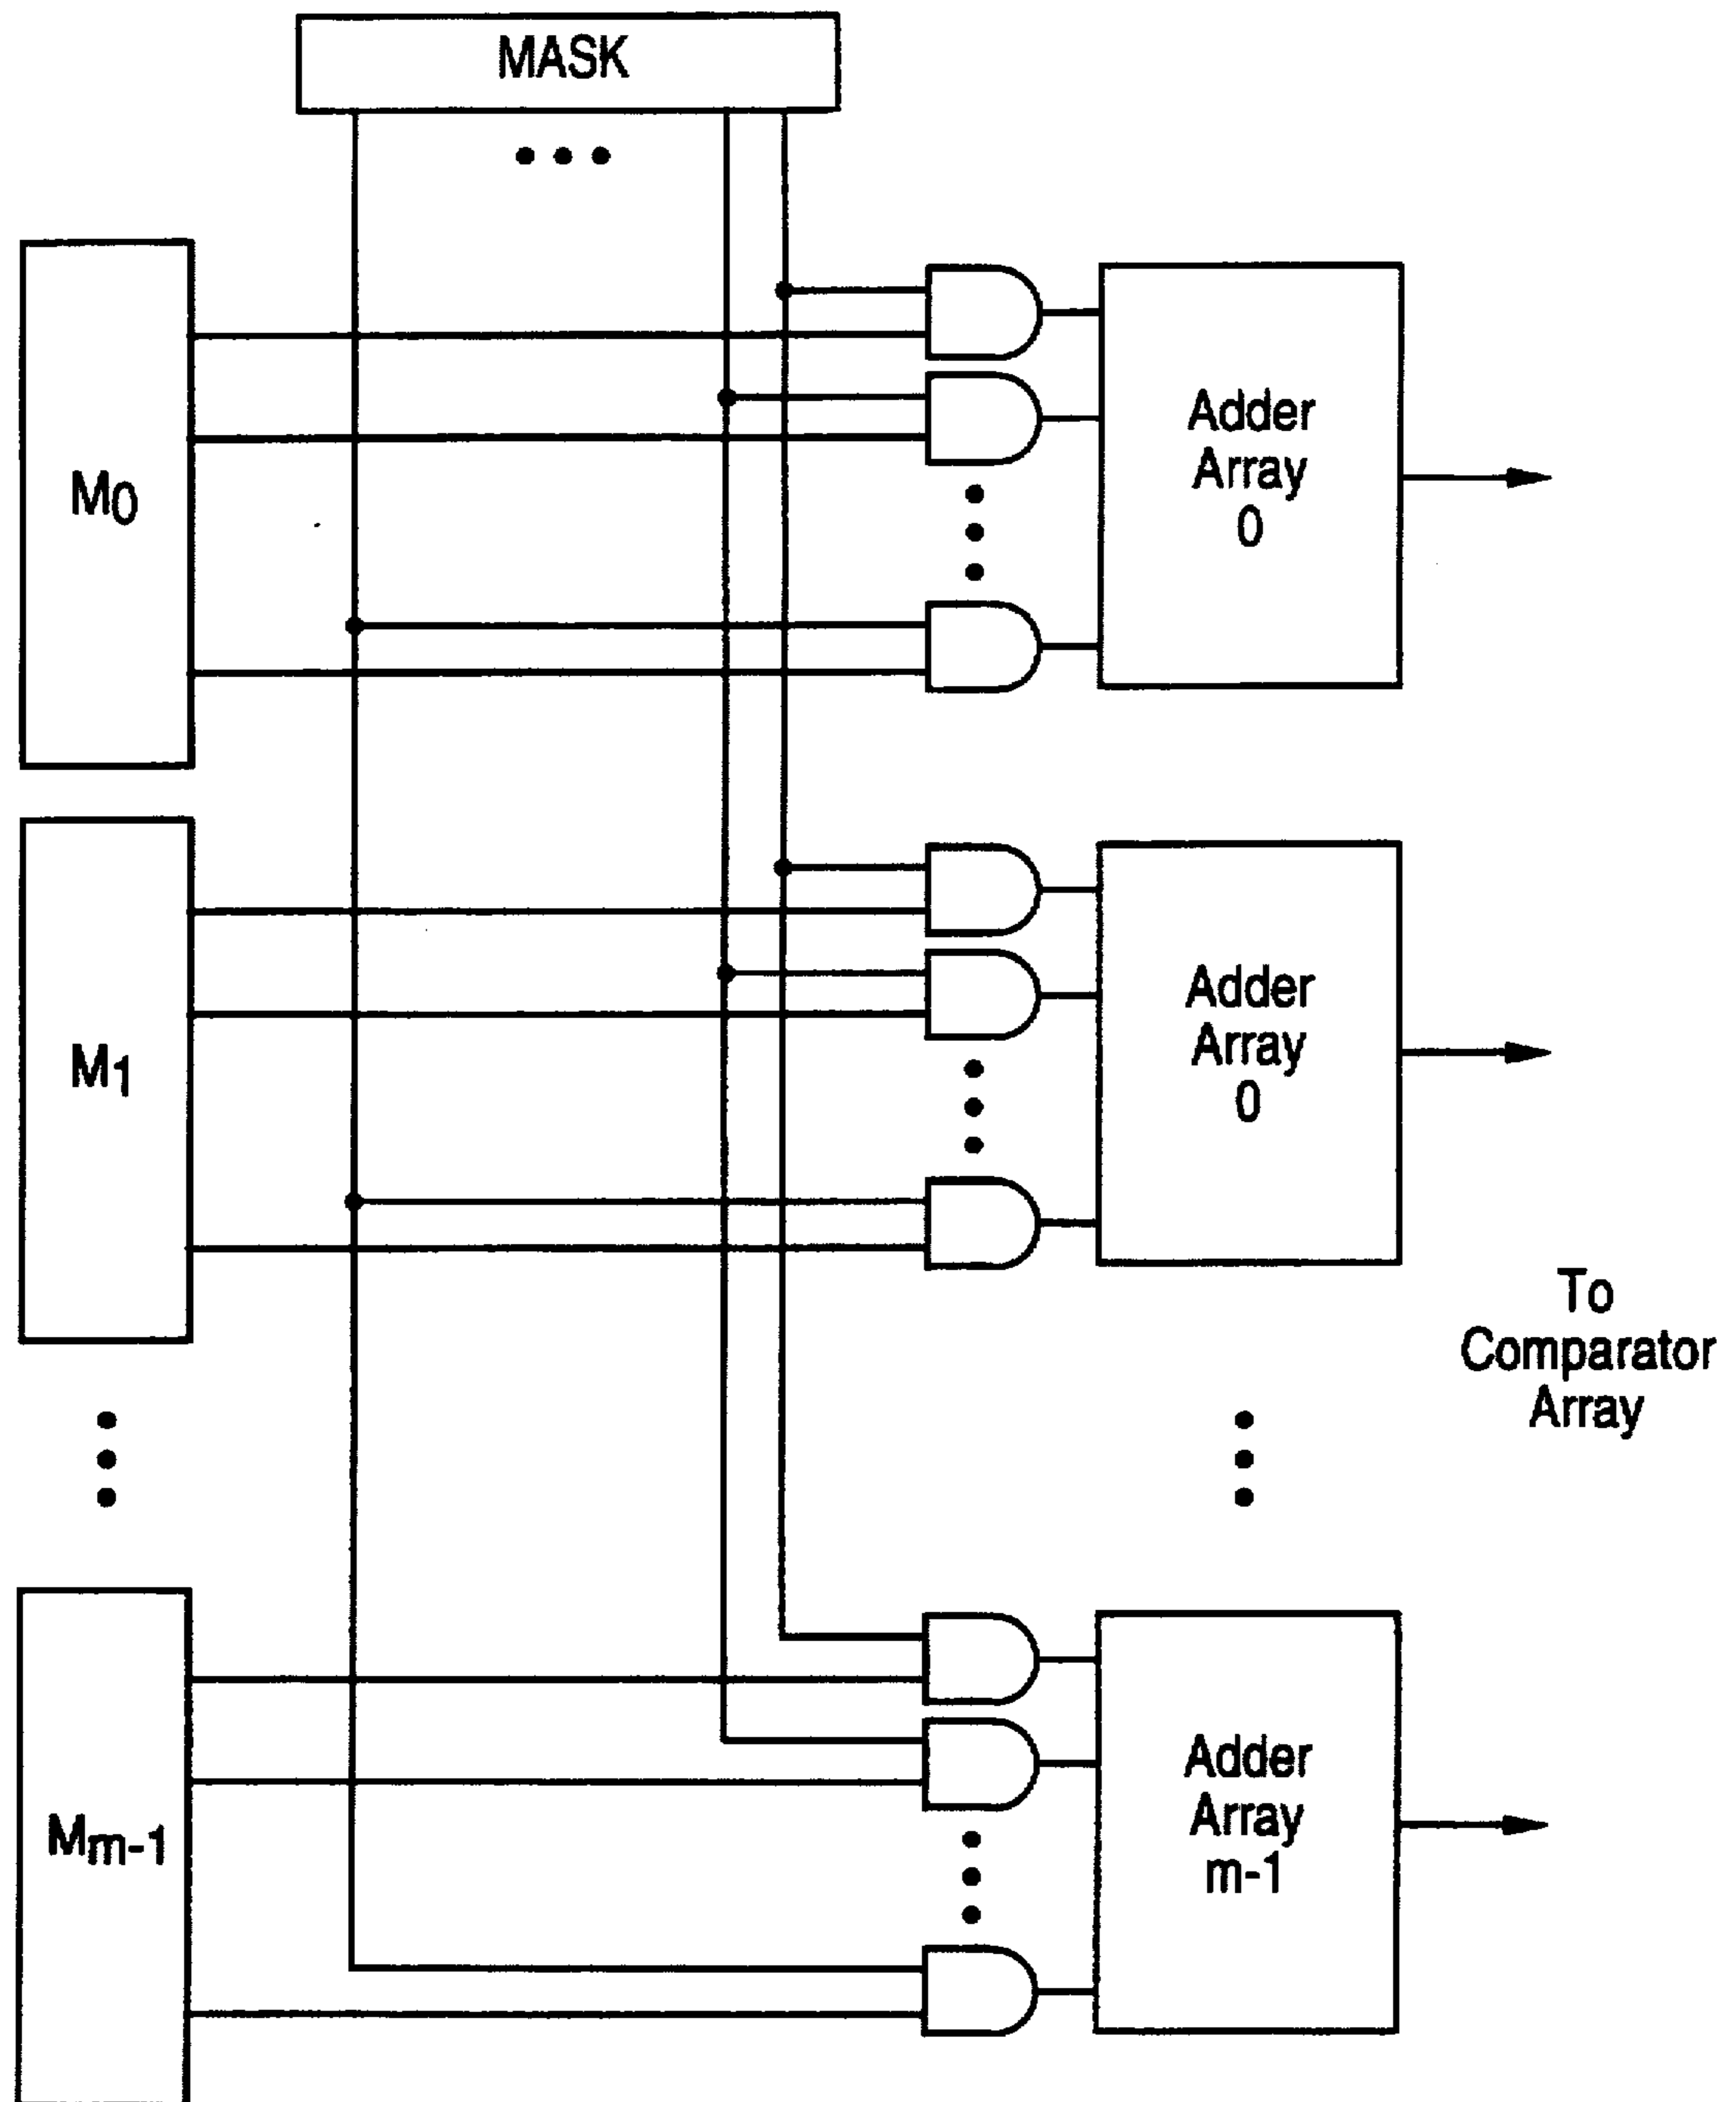 MASK
M0
Adder
Array
0
M1
Adder
Array
0
To
Comparator
Array
Mm-1
Adder
Array
m-1